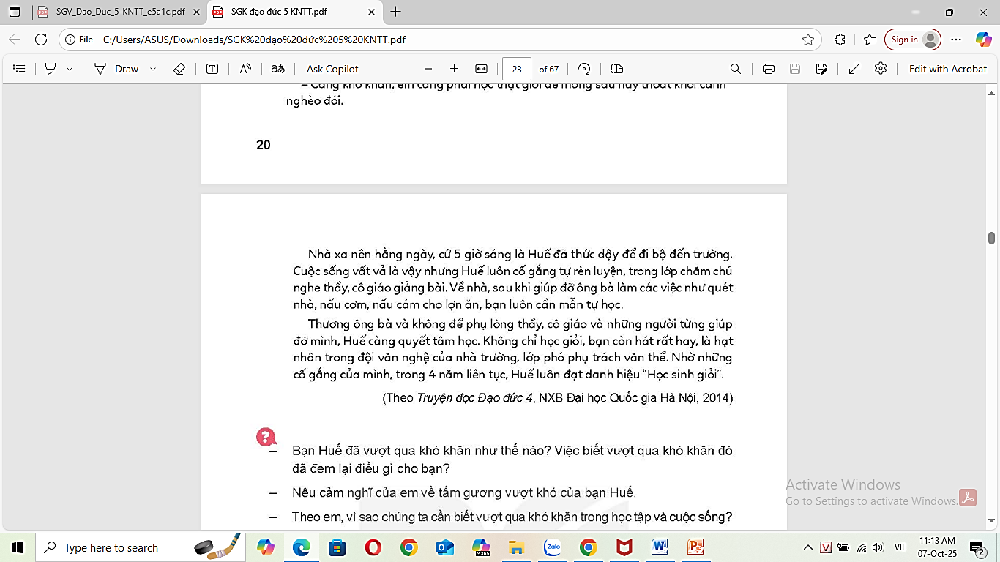 SGV_Dao_Duc_5-KNTT_e5a1c.pdf
SGK đạo đức 5 KNTT.pdf
File C:/Users/ASUS/Downloads/SGK%20đạo%20đức%205%20KNTT.pdf
Sign in
Draw
aあ
Ask Copilot
23 of 67
Edit with Acrobat
– Càng khó khăn, em càng phải học thật giỏi để mong sau này thoát khỏi cảnh
nghèo đói.
20
Nhà xa nên hằng ngày, cứ 5 giờ sáng là Huế đã thức dậy để đi bộ đến trường.
Cuộc sống vất vả là vậy nhưng Huế luôn cố gắng tự rèn luyện, trong lớp chăm chú
nghe thầy, cô giáo giảng bài. Về nhà, sau khi giúp đỡ ông bà làm các việc như quét
nhà, nấu cơm, nấu cám cho lợn ăn, bạn luôn cần mẫn tự học.
Thương ông bà và không để phụ lòng thầy, cô giáo và những người từng giúp
đỡ mình, Huế càng quyết tâm học. Không chỉ học giỏi, bạn còn hát rất hay, là hạt
nhân trong đội văn nghệ của nhà trường, lớp phó phụ trách văn thể. Nhờ những
cố gắng của mình, trong 4 năm liên tục, Huế luôn đạt danh hiệu “Học sinh giỏi”.
(Theo Truyện đọc Đạo đức 4, NXB Đại học Quốc gia Hà Nội, 2014)
?
– Bạn Huế đã vượt qua khó khăn như thế nào? Việc biết vượt qua khó khăn đó
đã đem lại điều gì cho bạn?
– Nêu cảm nghĩ của em về tấm gương vượt khó của bạn Huế.
– Theo em, vì sao chúng ta cần biết vượt qua khó khăn trong học tập và cuộc sống?
Activate Windows
Go to Settings to activate Windows.
Type here to search
M365
Zalo
VIE
11:13 AM
07-Oct-25
2